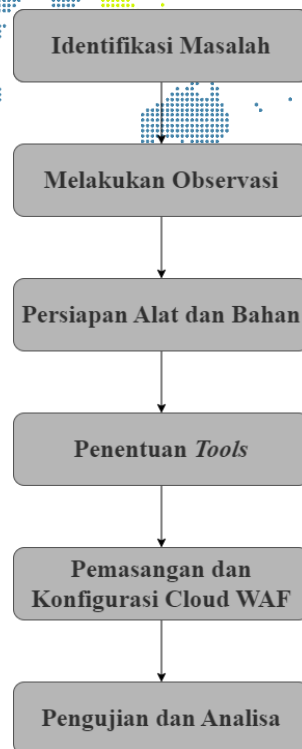 Identifikasi Masalah
Melakukan Observasi
Persiapan Alat dan Bahan
Penentuan Tools
Pemasangan dan
Konfigurasi Cloud WAF
Pengujian dan Analisa